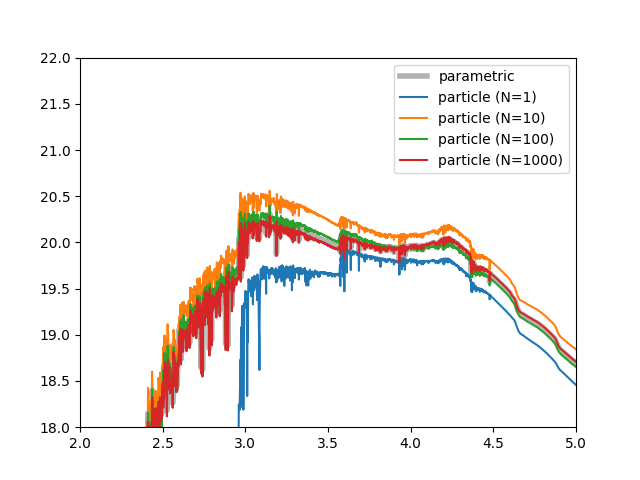 22.0
21.5
21.0
20.5
20.0
19.5
19.0
18.5
18.0
parametric
particle (N=1)
particle (N=10)
particle (N=100)
particle (N=1000)
2.0 2.5 3.0 3.5 4.0 4.5 5.0